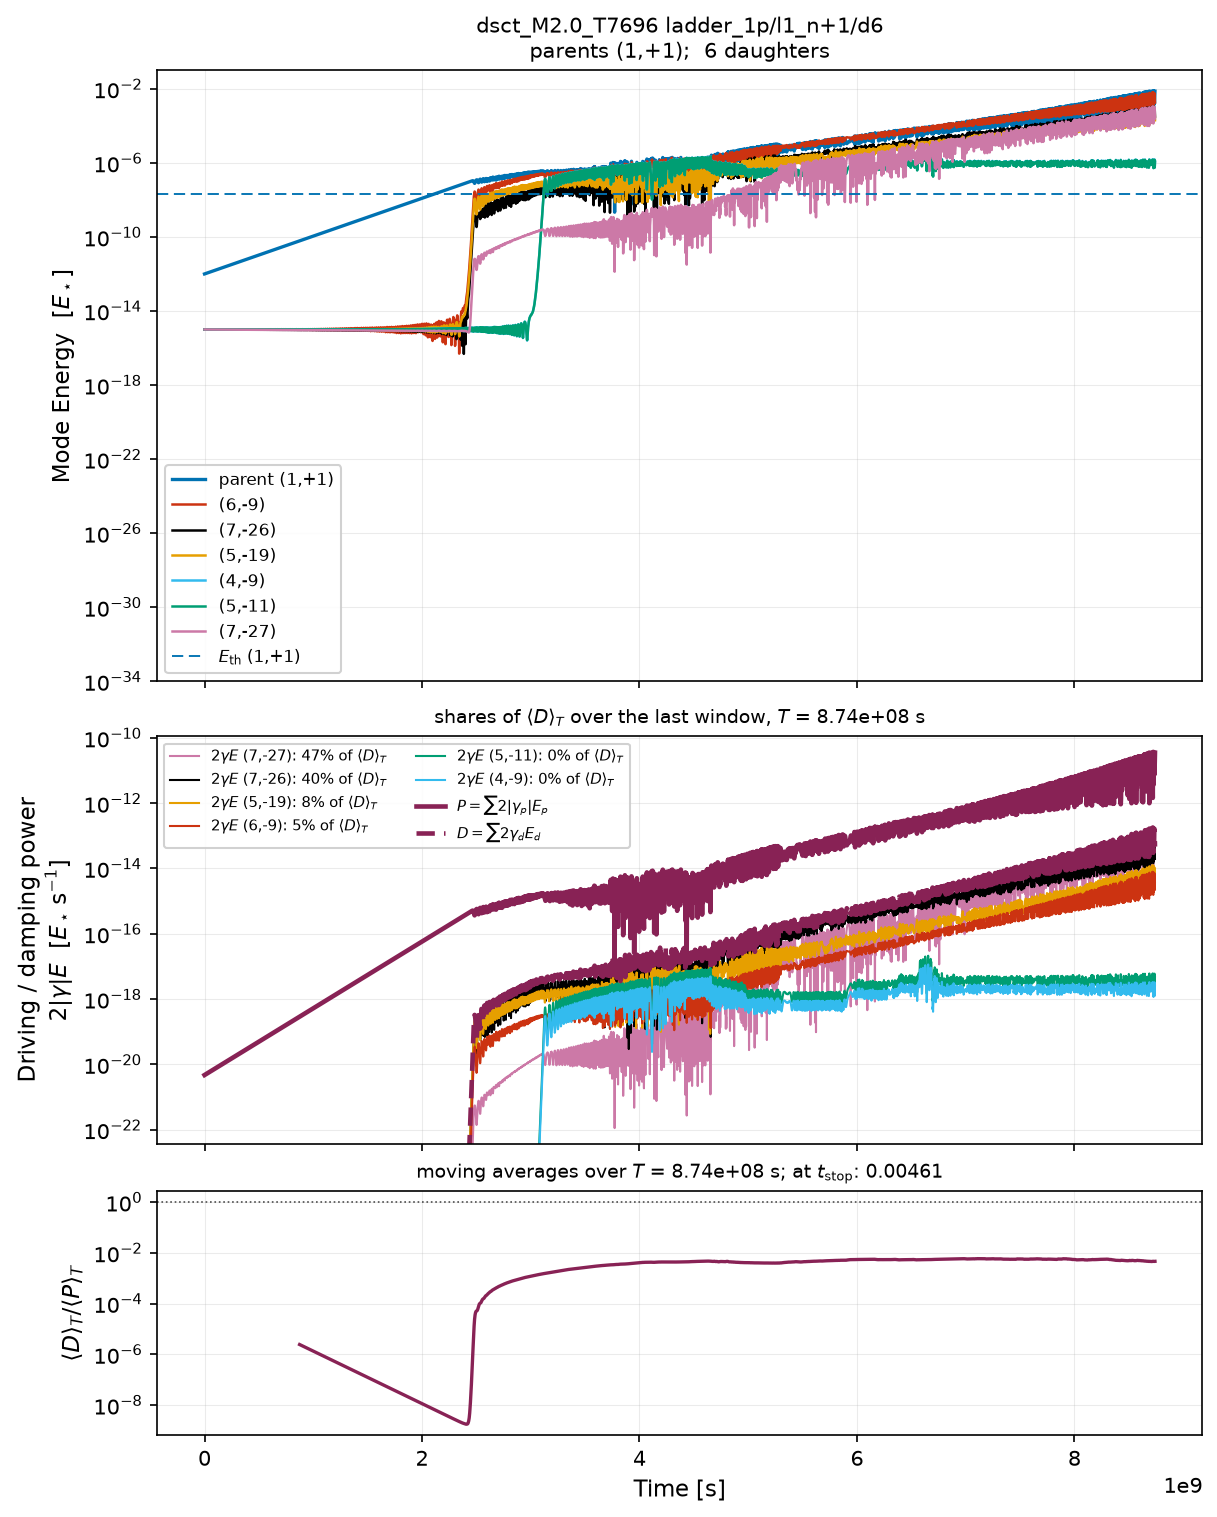 dsct_M2.0_T7696 ladder_1p/l1_n+1/d6
parents (1,+1);  6 daughters
10⁻²
10⁻⁶
10⁻¹⁰
10⁻¹⁴
10⁻¹⁸
10⁻²²
10⁻²⁶
10⁻³⁰
10⁻³⁴
Mode Energy [E⋆]
parent (1,+1)
(6,-9)
(7,-26)
(5,-19)
(4,-9)
(5,-11)
(7,-27)
E_th (1,+1)
shares of ⟨D⟩_T over the last window, T = 8.74e+08 s
10⁻¹⁰
10⁻¹²
10⁻¹⁴
10⁻¹⁶
10⁻¹⁸
10⁻²⁰
10⁻²²
Driving / damping power
2|γ|E [E⋆ s⁻¹]
2γE (7,-27): 47% of ⟨D⟩_T
2γE (7,-26): 40% of ⟨D⟩_T
2γE (5,-19): 8% of ⟨D⟩_T
2γE (6,-9): 5% of ⟨D⟩_T
2γE (5,-11): 0% of ⟨D⟩_T
2γE (4,-9): 0% of ⟨D⟩_T
P = ∑2|γ_p|E_p
D = ∑2γ_dE_d
moving averages over T = 8.74e+08 s; at t_stop: 0.00461
10⁰
10⁻²
10⁻⁴
10⁻⁶
10⁻⁸
⟨D⟩_T/⟨P⟩_T
0
2
4
6
8
1e9
Time [s]